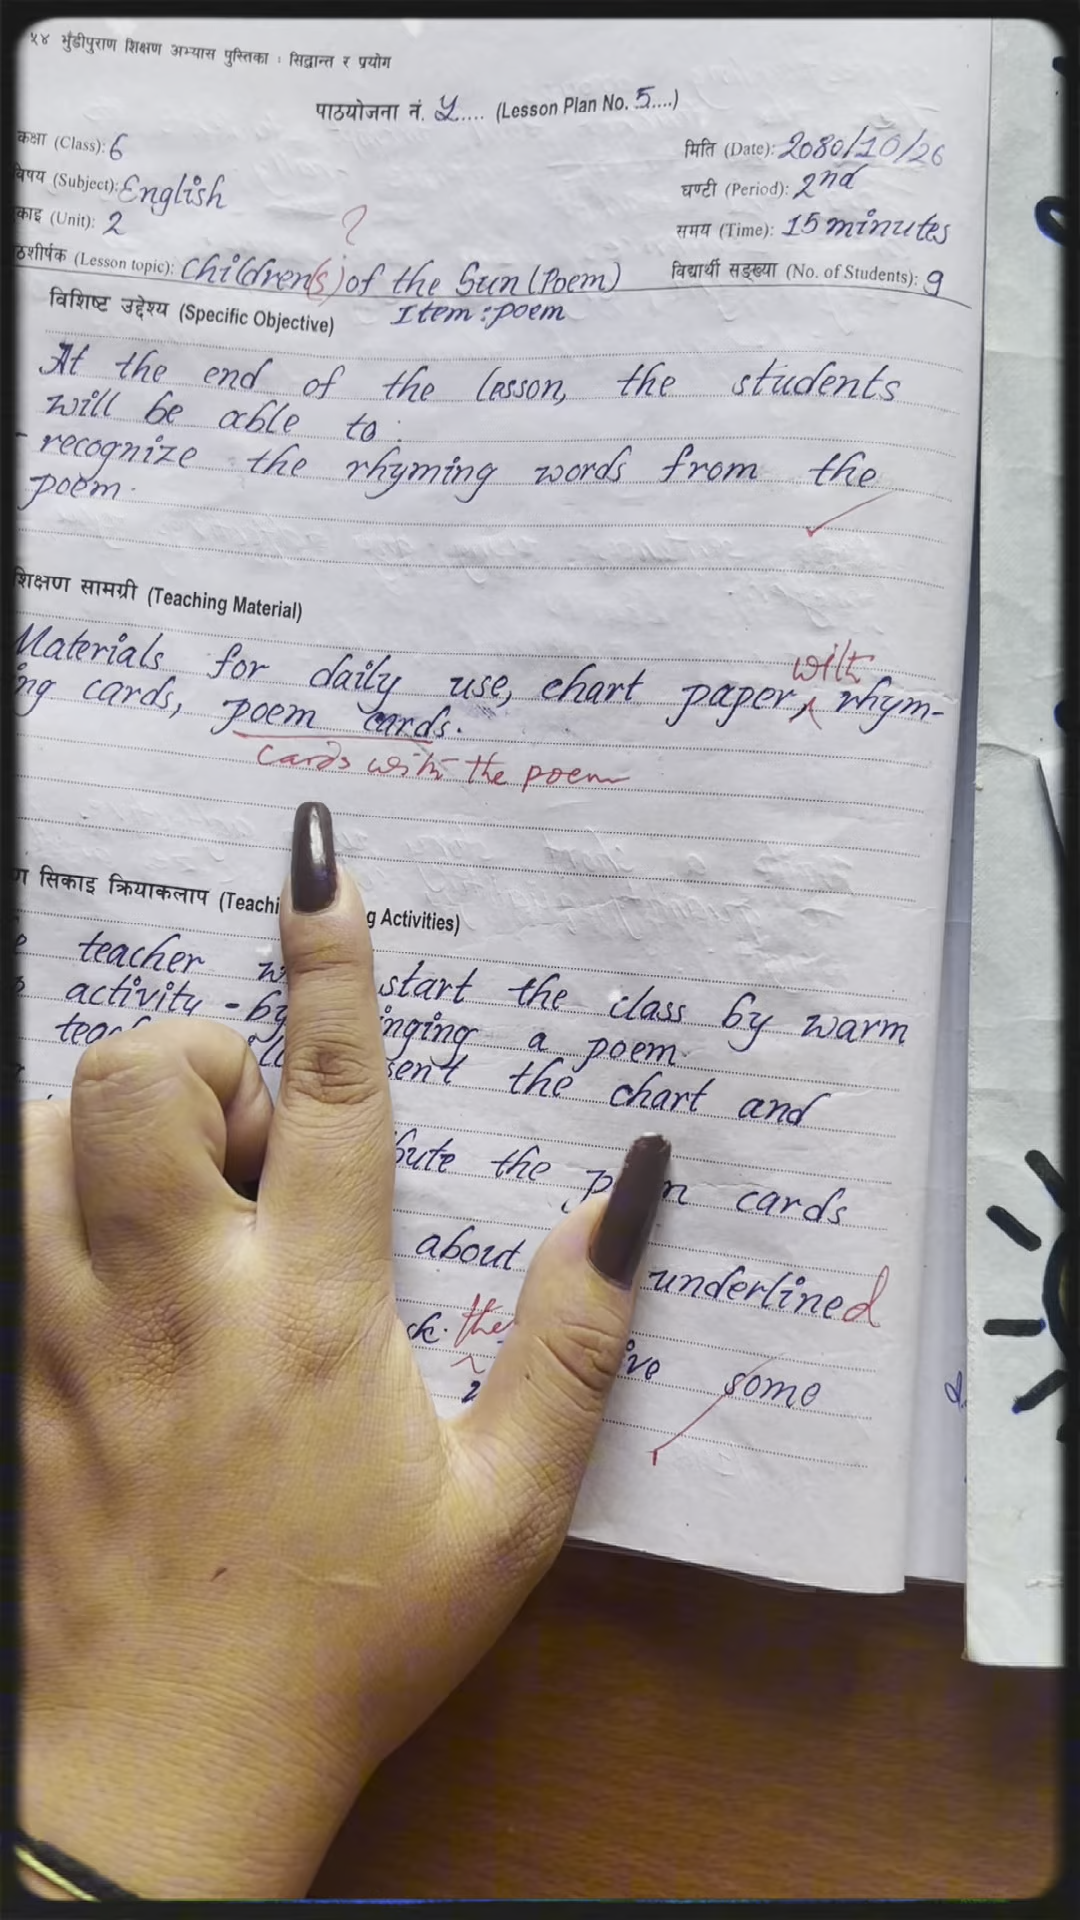 ५४ भुँडीपुराण शिक्षण अभ्यास पुस्तिका : सिद्धान्त र प्रयोग
पाठयोजना नं. ५.... (Lesson Plan No. 5....)
कक्षा (Class): 6
मिति (Date): 2080/10/26
विषय (Subject): English
घण्टी (Period): 2nd
काइ (Unit): 2
?
समय (Time): 15 minutes
ठशीर्षक (Lesson topic): Children(s) of the Sun (Poem)
विद्यार्थी सङ्ख्या (No. of Students): 9
विशिष्ट उद्देश्य (Specific Objective)
Item : poem
At the end of the lesson, the students
will be able to :
- recognize the rhyming words from the
poem.
शिक्षण सामग्री (Teaching Material)
with
Materials for daily use, chart paper, rhym-
ing cards, poem cards.
cards with the poem
ण सिकाइ क्रियाकलाप (Teachi g Activities)
teacher start the class by warm
activity - by inging a poem.
sent the chart and
bute the cards
about underlined
the
some